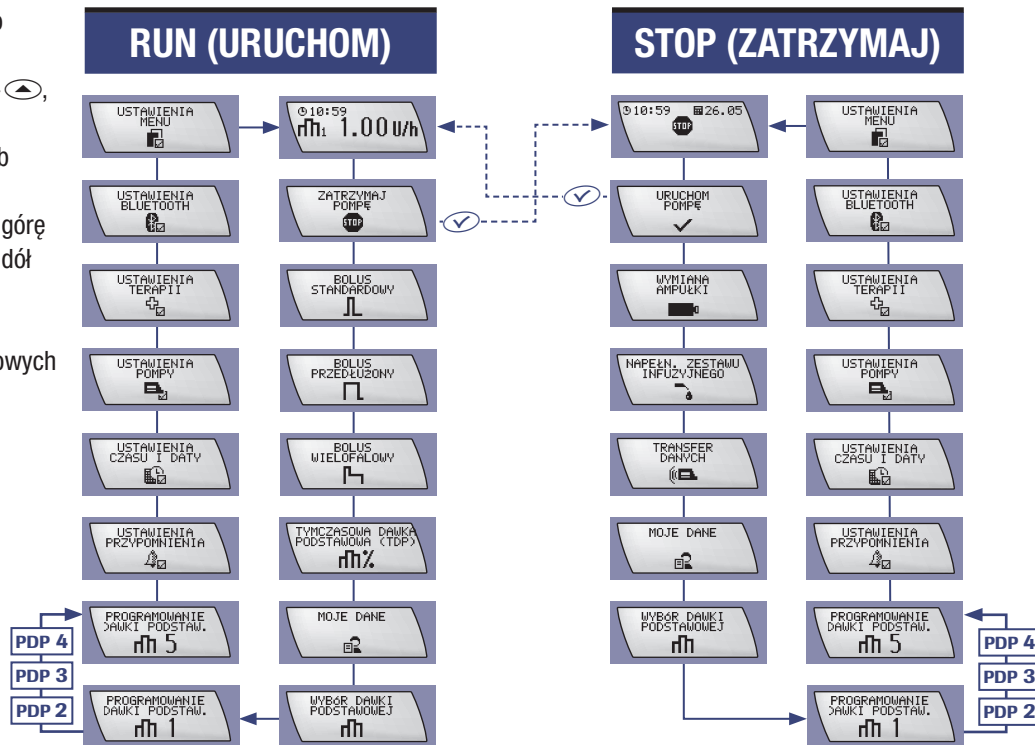 RUN (URUCHOM)
STOP (ZATRZYMAJ)
górę
dół
owych
USTAWIENIA
MENU
USTAWIENIA
BLUETOOTH
USTAWIENIA
TERAPII
USTAWIENIA
POMPY
USTAWIENIA
CZASU I DATY
USTAWIENIA
PRZYPOMNIENIA
PROGRAMOWANIE
DAWKI PODSTAW.
5
PROGRAMOWANIE
DAWKI PODSTAW.
1
PDP 4
PDP 3
PDP 2
10:59
1 1.00 U/h
ZATRZYMAJ
POMPĘ
STOP
BOLUS
STANDARDOWY
BOLUS
PRZEDŁUŻONY
BOLUS
WIELOFALOWY
TYMCZASOWA DAWKA
PODSTAWOWA (TDP)
%
MOJE DANE
WYBÓR DAWKI
PODSTAWOWEJ
10:59 26.05
STOP
URUCHOM
POMPĘ
WYMIANA
AMPUŁKI
NAPEŁN. ZESTAWU
INFUZYJNEGO
TRANSFER
DANYCH
MOJE DANE
WYBÓR DAWKI
PODSTAWOWEJ
USTAWIENIA
MENU
USTAWIENIA
BLUETOOTH
USTAWIENIA
TERAPII
USTAWIENIA
POMPY
USTAWIENIA
CZASU I DATY
USTAWIENIA
PRZYPOMNIENIA
PROGRAMOWANIE
DAWKI PODSTAW.
5
PROGRAMOWANIE
DAWKI PODSTAW.
1
PDP 4
PDP 3
PDP 2